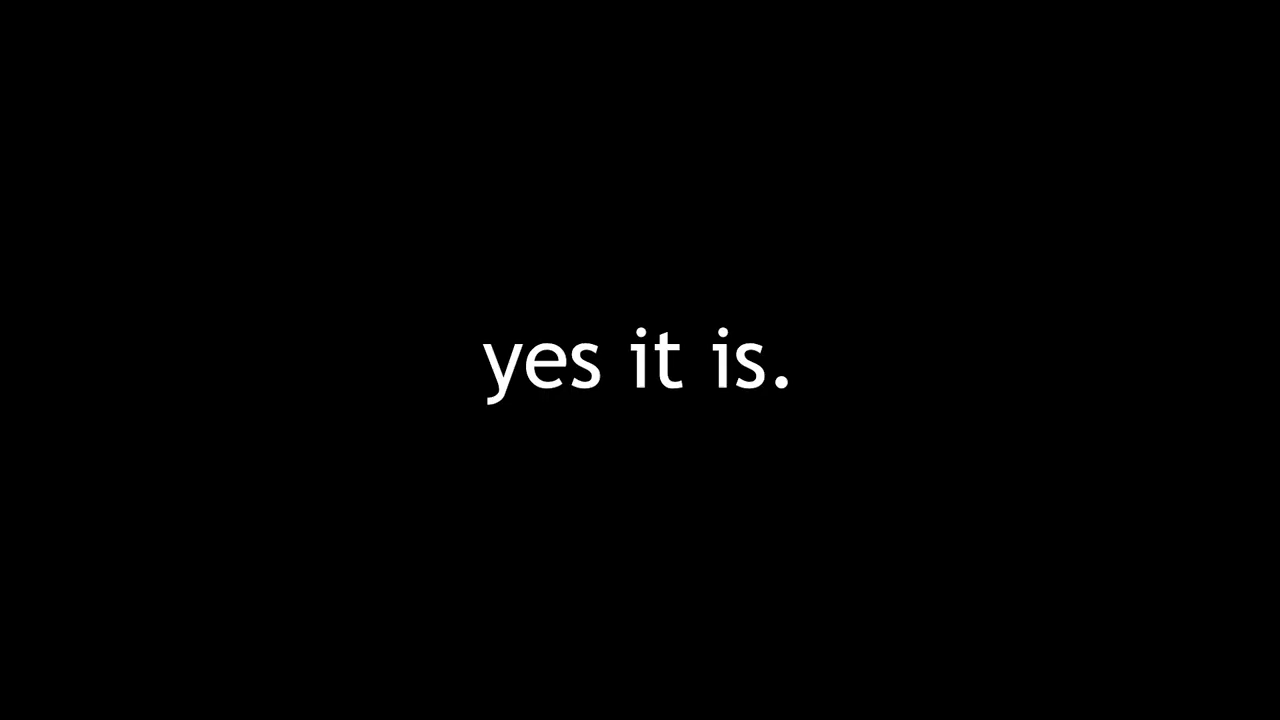 yes it is.